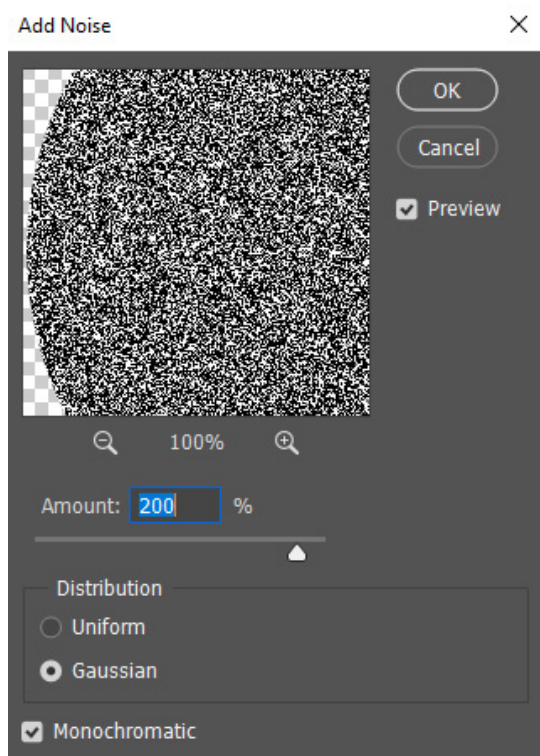 Add Noise
OK
Cancel
Preview
100%
Amount: 200 %
Distribution
Uniform
Gaussian
Monochromatic